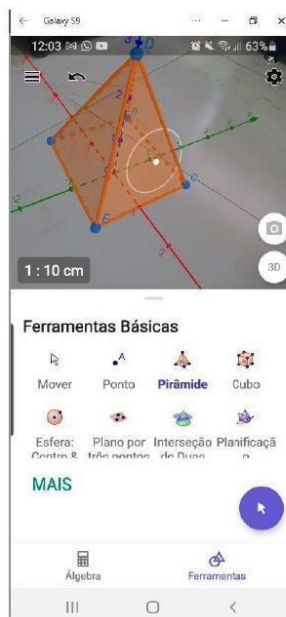 Galaxy S9
12:03
63%
D
C
E
1 : 10 cm
3D
Ferramentas Básicas
Mover
Ponto
Pirâmide
Cubo
Esfera:
Plano por
Interseção
Planificaçã
Centro &
três pontos
de Duas
o
MAIS
Álgebra
Ferramentas